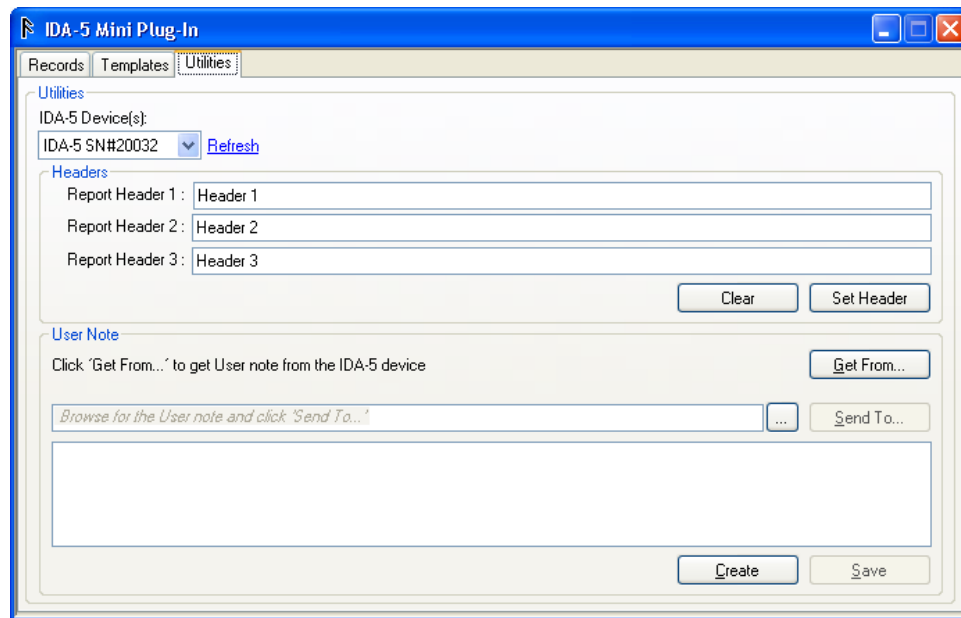 IDA-5 Mini Plug-In
Records Templates Utilities
Utilities
IDA-5 Device(s):
IDA-5 SN#20032 Refresh
Headers
Report Header 1 : Header 1
Report Header 2 : Header 2
Report Header 3 : Header 3
Clear Set Header
User Note
Click ‘Get From...’ to get User note from the IDA-5 device Get From...
Browse for the User note and click 'Send To...' ... Send To...
Create Save